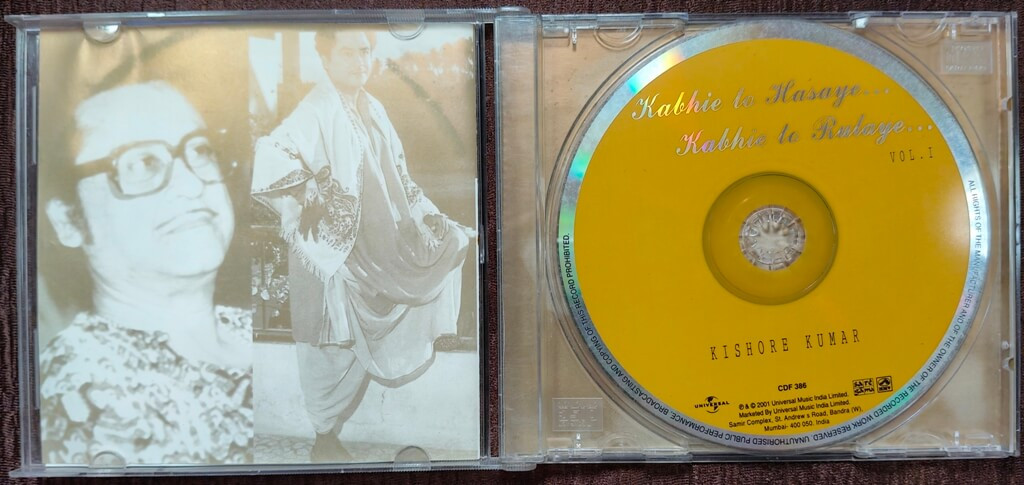 Kabhie to Hasaye...
Kabhie to Rulaye...
VOL.I
KISHORE KUMAR
CDF 386
UNIVERSAL
℗ & © 2001 Universal Music India Limited.
Marketed By Universal Music India Limited.
Samir Complex, St. Andrew s Road, Bandra (W),
Mumbai- 400 050. India
ALL RIGHTS OF THE MANUFACTURER AND OF THE OWNER OF THE RECORDED WORK RESERVED. UNAUTHORISED PUBLIC PERFORMANCE, BROADCASTING AND COPYING OF THIS RECORD PROHIBITED.